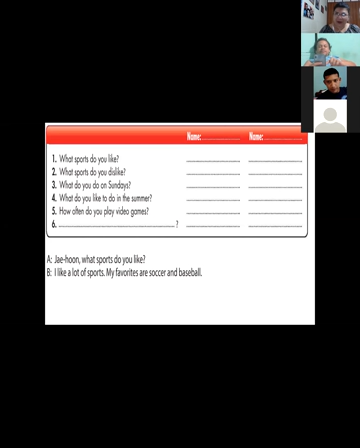 Name: Name:
1. What sports do you like?
2. What sports do you dislike?
3. What do you do on Sundays?
4. What do you like to do in the summer?
5. How often do you play video games?
6. ?
A: Jae-hoon, what sports do you like?
B: I like a lot of sports. My favorites are soccer and baseball.